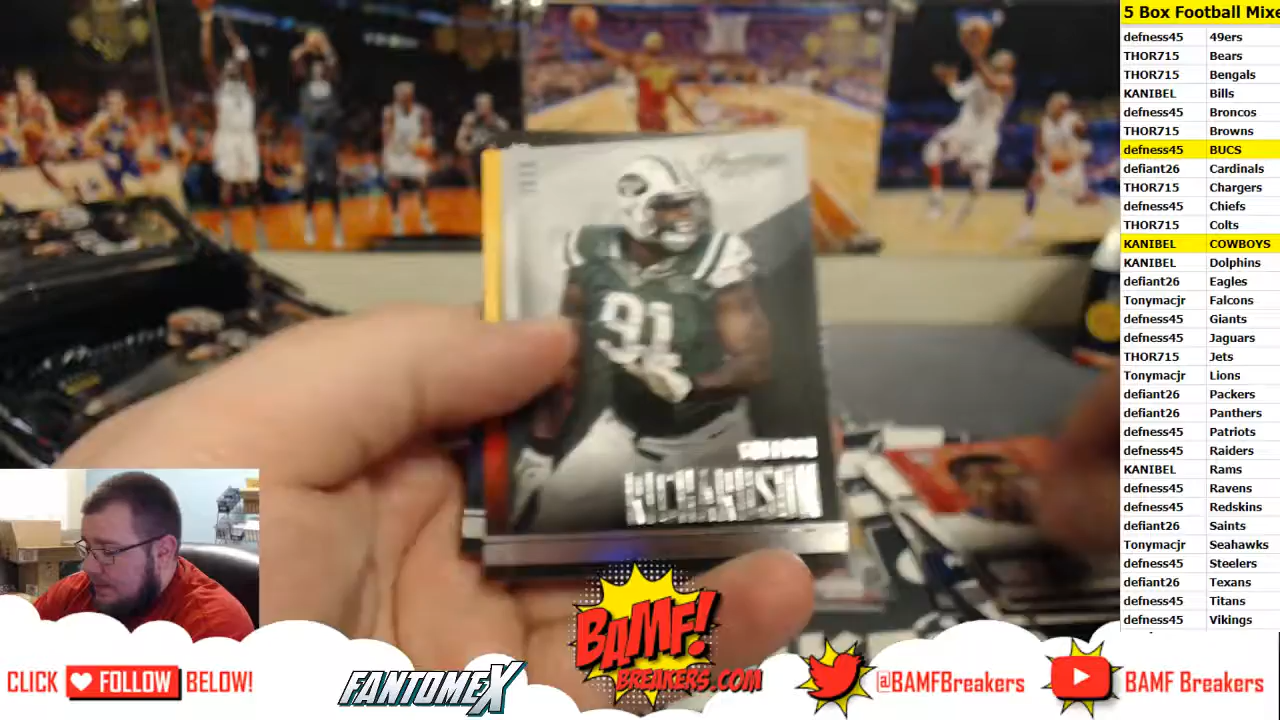 5 Box Football Mixe
defness45 49ers
THOR715 Bears
THOR715 Bengals
KANIBEL Bills
defness45 Broncos
THOR715 Browns
defness45 BUCS
defiant26 Cardinals
THOR715 Chargers
defness45 Chiefs
THOR715 Colts
KANIBEL COWBOYS
KANIBEL Dolphins
defiant26 Eagles
Tonymacjr Falcons
defness45 Giants
defness45 Jaguars
THOR715 Jets
Tonymacjr Lions
defiant26 Packers
defiant26 Panthers
defness45 Patriots
defness45 Raiders
KANIBEL Rams
defness45 Ravens
defness45 Redskins
defiant26 Saints
Tonymacjr Seahawks
defness45 Steelers
defiant26 Texans
defness45 Titans
defness45 Vikings
91
RICHARDSON
CLICK FOLLOW BELOW!
FANTOMEX
BAMF!
BREAKERS.COM
@BAMFBreakers
BAMF Breakers